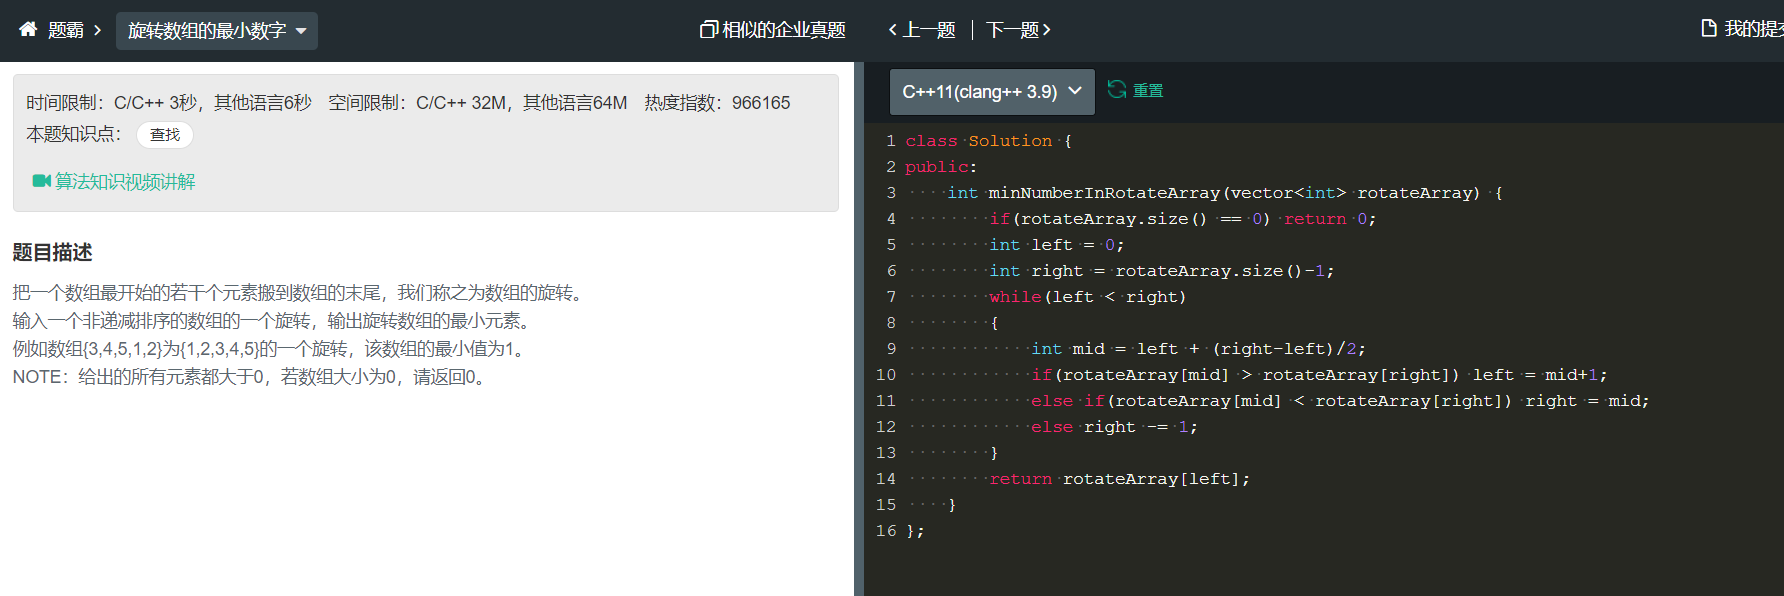 题霸 > 旋转数组的最小数字
相似的企业真题
上一题 | 下一题
我的提交
时间限制：C/C++ 3秒，其他语言6秒 空间限制：C/C++ 32M，其他语言64M 热度指数：966165
本题知识点： 查找
算法知识视频讲解
题目描述
把一个数组最开始的若干个元素搬到数组的末尾，我们称之为数组的旋转。
输入一个非递减排序的数组的一个旋转，输出旋转数组的最小元素。
例如数组{3,4,5,1,2}为{1,2,3,4,5}的一个旋转，该数组的最小值为1。
NOTE：给出的所有元素都大于0，若数组大小为0，请返回0。
C++11(clang++ 3.9)
重置
1 class Solution {
2 public:
3     int minNumberInRotateArray(vector<int> rotateArray) {
4         if(rotateArray.size() == 0) return 0;
5         int left = 0;
6         int right = rotateArray.size()-1;
7         while(left < right)
8         {
9             int mid = left + (right-left)/2;
10             if(rotateArray[mid] > rotateArray[right]) left = mid+1;
11             else if(rotateArray[mid] < rotateArray[right]) right = mid;
12             else right -= 1;
13         }
14         return rotateArray[left];
15     }
16 };